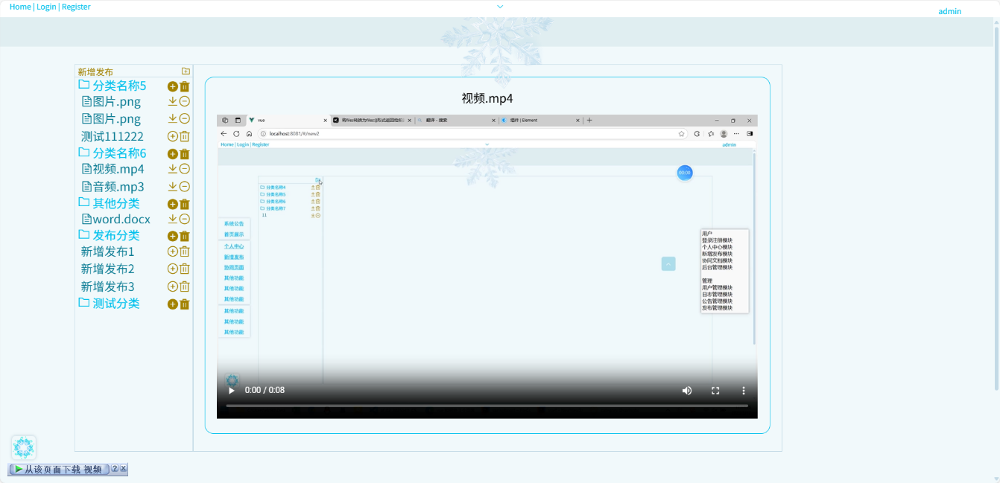 Home | Login | Register
admin
新增发布
分类名称5
图片.png
图片.png
测试111222
分类名称6
视频.mp4
音频.mp3
其他分类
word.docx
发布分类
新增发布1
新增发布2
新增发布3
测试分类
视频.mp4
vue
翻译 - 搜索
组件 | Element
localhost:8081/#/new2
Home | Login | Register
admin
00:00
分类名称4
分类名称5
分类名称6
分类名称7
11
系统公告
首页展示
个人中心
新增发布
协同页面
其他功能
其他功能
其他功能
其他功能
其他功能
其他功能
用户
登录注册模块
个人中心模块
新增发布模块
协同文档模块
后台管理模块
管理
用户管理模块
日志管理模块
公告管理模块
发布管理模块
0:00 / 0:08
从该页面下载 视频